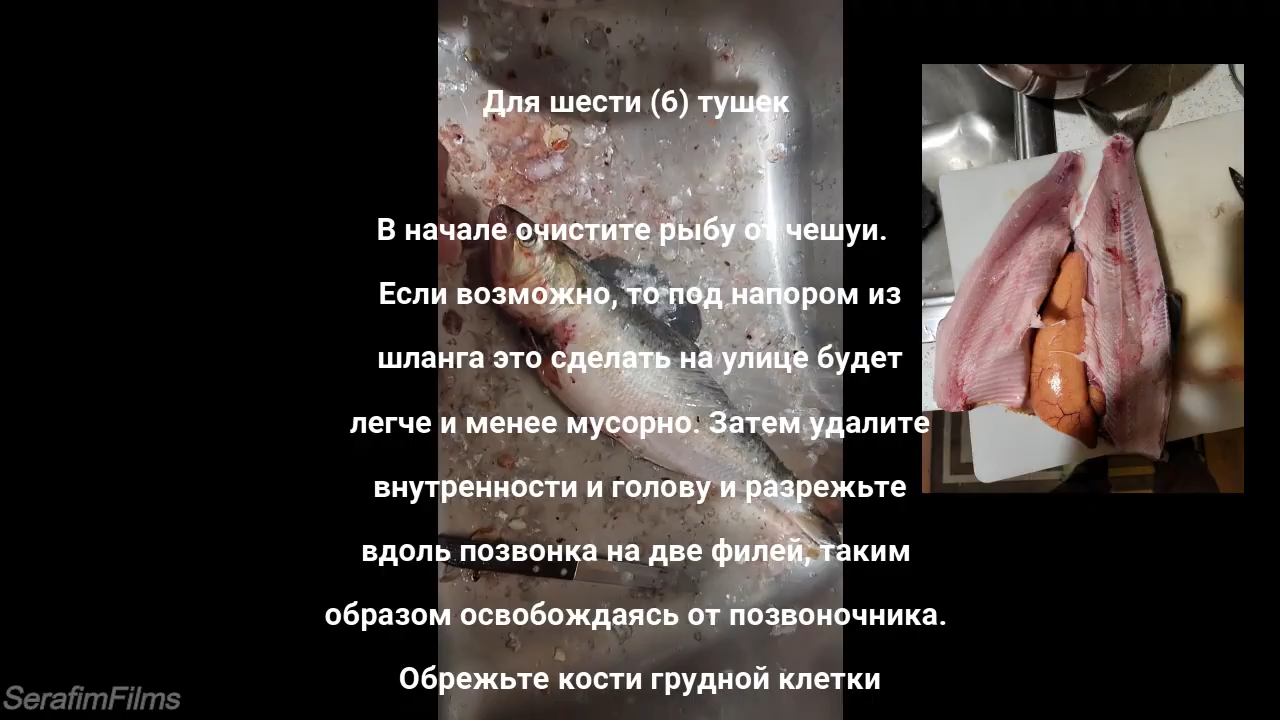 Для шести (6) тушек
В начале очистите рыбу от чешуи.
Если возможно, то под напором из
шланга это сделать на улице будет
легче и менее мусорно. Затем удалите
внутренности и голову и разрежьте
вдоль позвонка на две филей, таким
образом освобождаясь от позвоночника.
Обрежьте кости грудной клетки
SerafimFilms